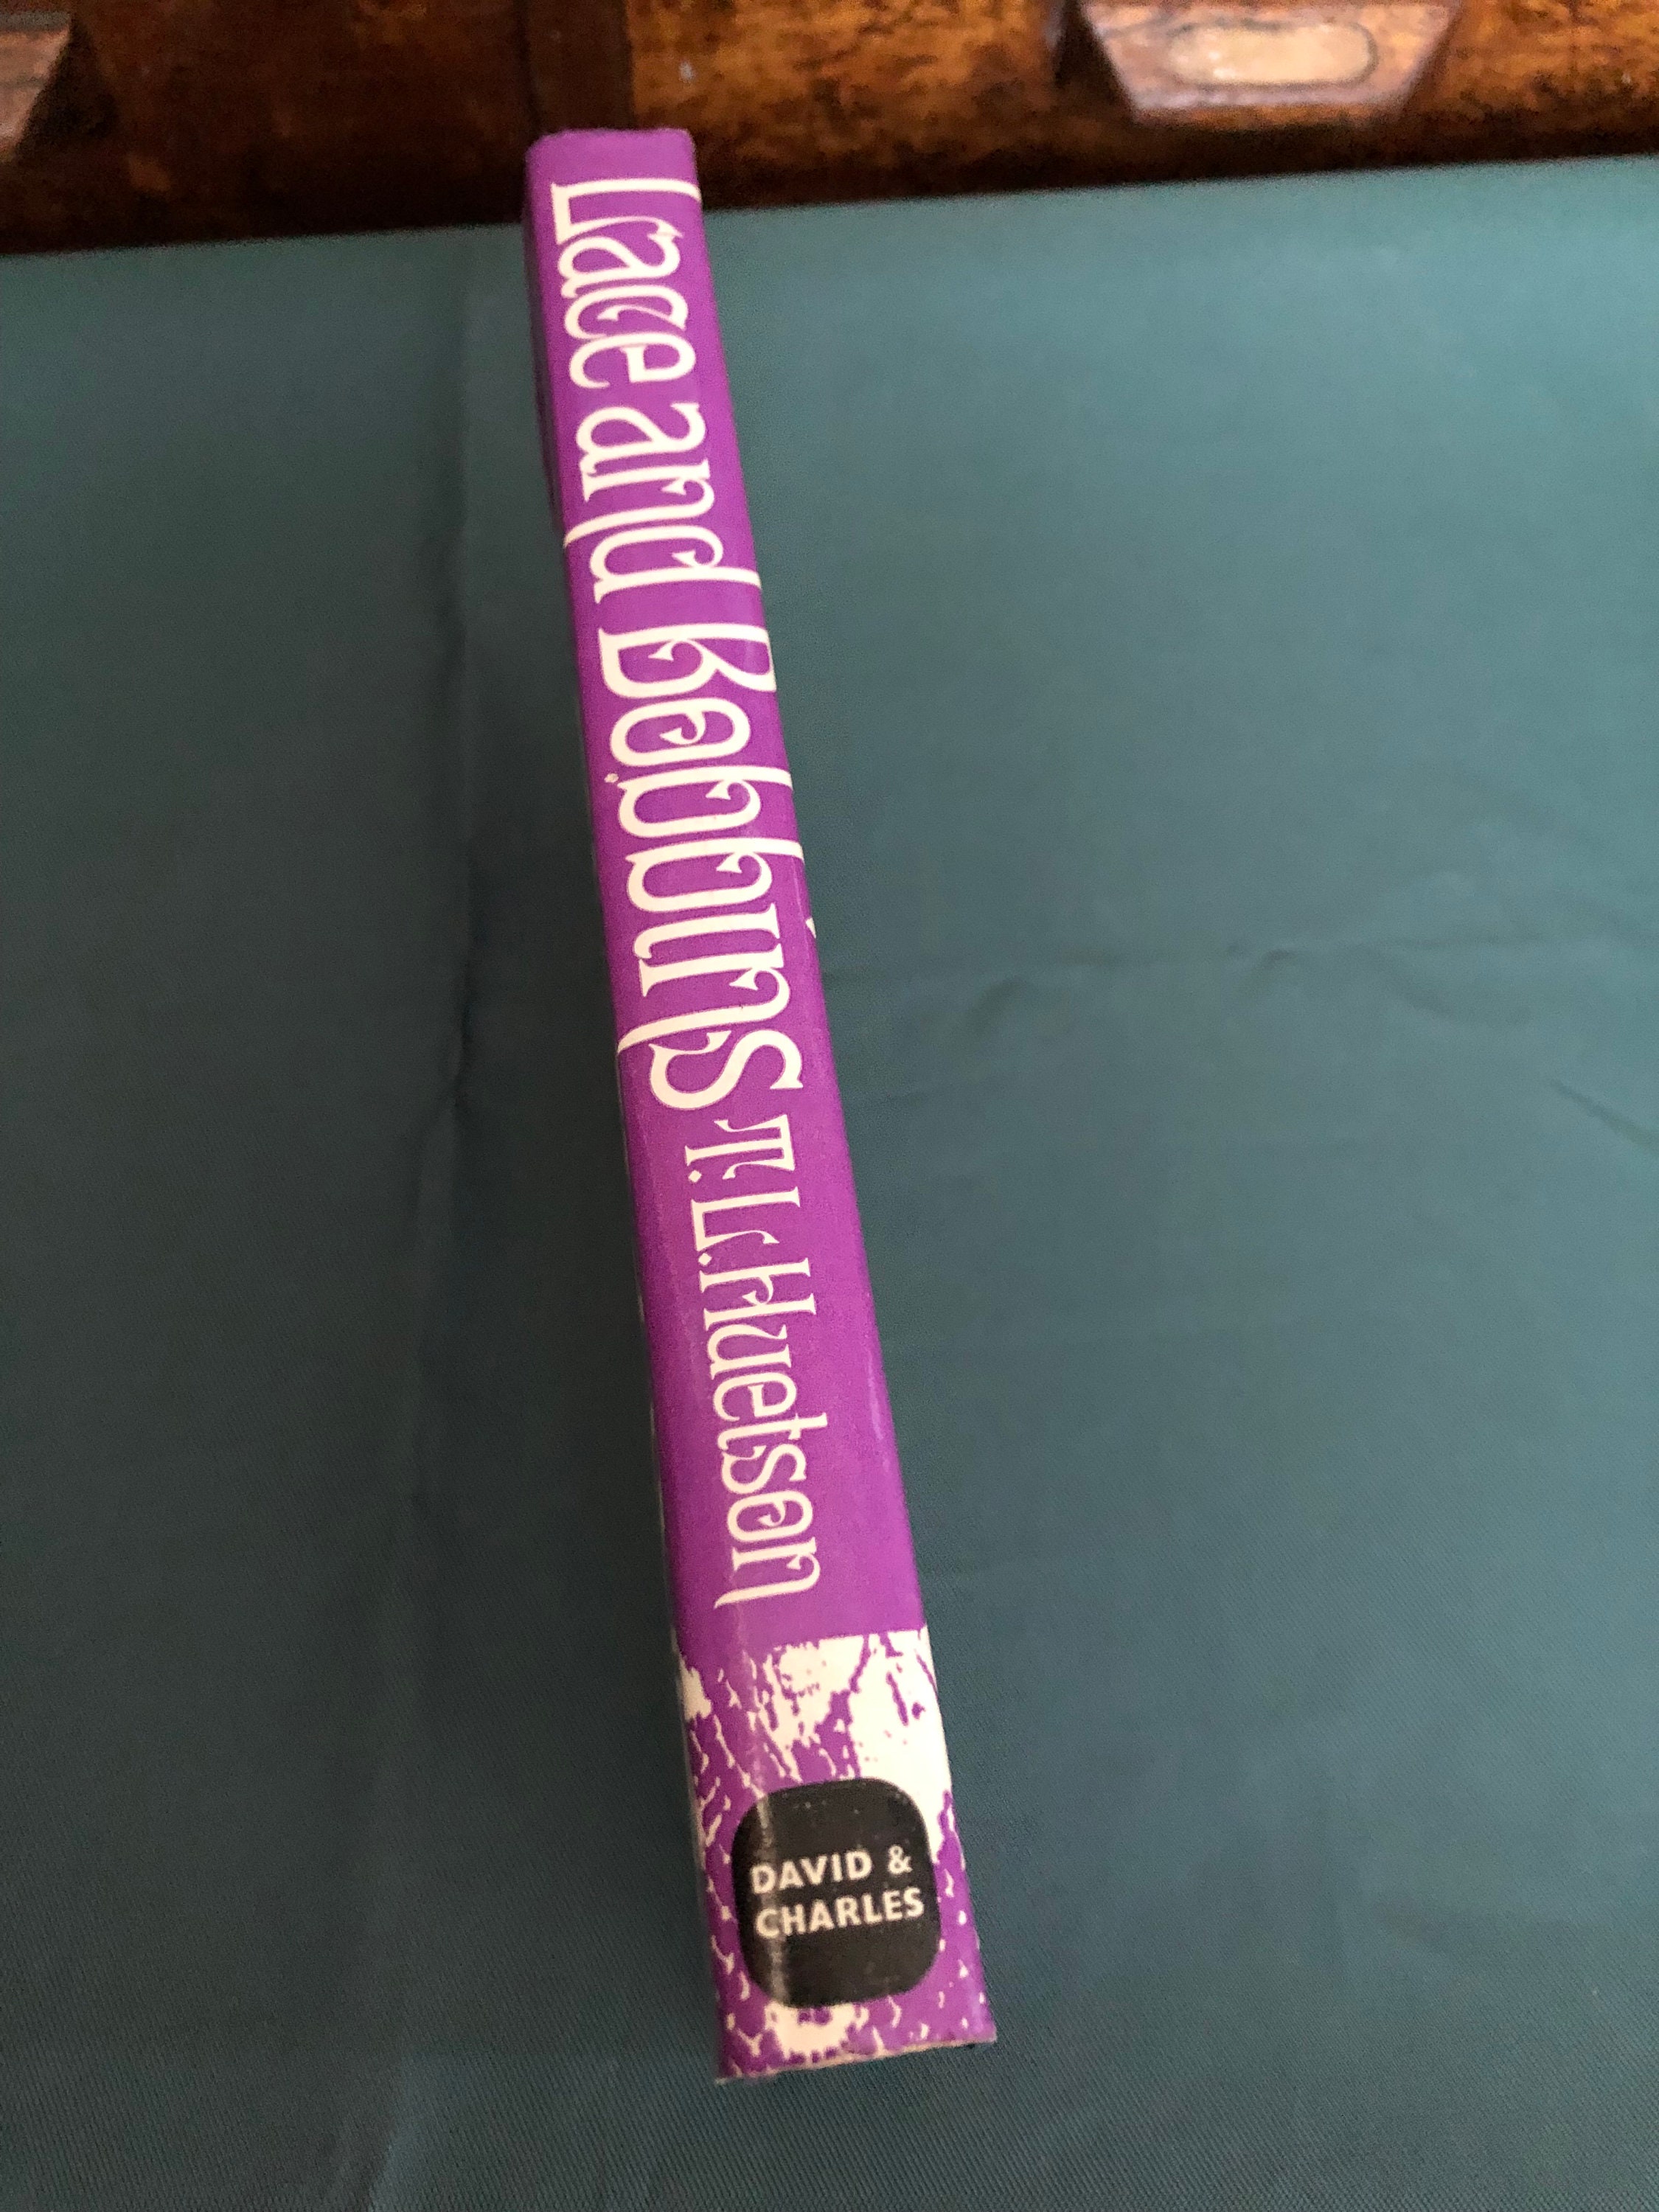 Lace and Bobbins T. L. Huetson
DAVID &
CHARLES